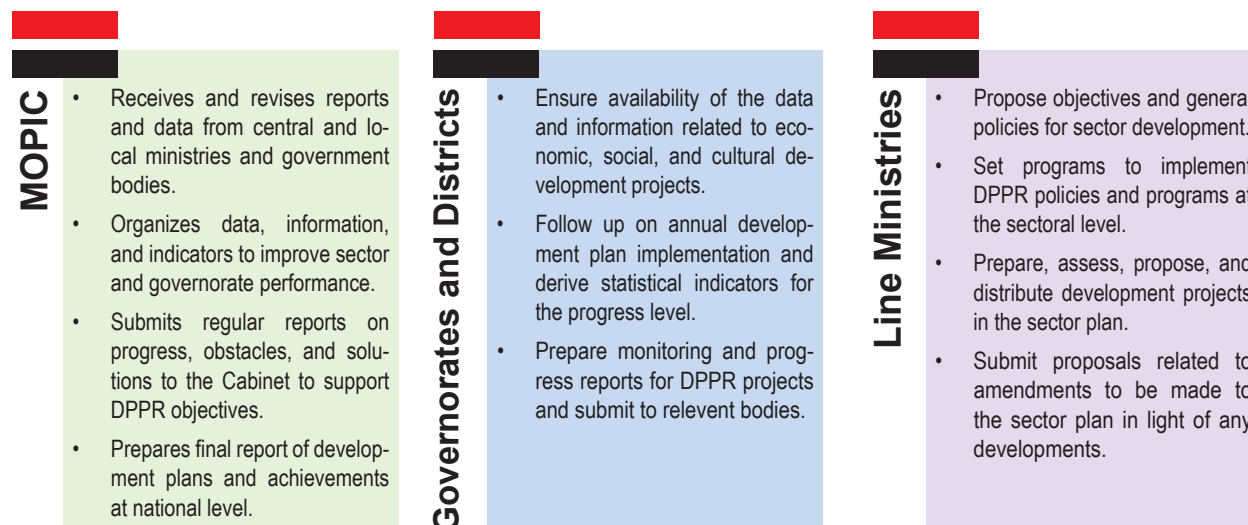 MOPIC
• Receives and revises reports
and data from central and lo-
cal ministries and government
bodies.
• Organizes data, information,
and indicators to improve sector
and governorate performance.
• Submits regular reports on
progress, obstacles, and solu-
tions to the Cabinet to support
DPPR objectives.
• Prepares final report of develop-
ment plans and achievements
at national level.
Governorates and Districts
• Ensure availability of the data
and information related to eco-
nomic, social, and cultural de-
velopment projects.
• Follow up on annual develop-
ment plan implementation and
derive statistical indicators for
the progress level.
• Prepare monitoring and prog-
ress reports for DPPR projects
and submit to relevent bodies.
Line Ministries
• Propose objectives and general
policies for sector development.
• Set programs to implement
DPPR policies and programs at
the sectoral level.
• Prepare, assess, propose, and
distribute development projects
in the sector plan.
• Submit proposals related to
amendments to be made to
the sector plan in light of any
developments.